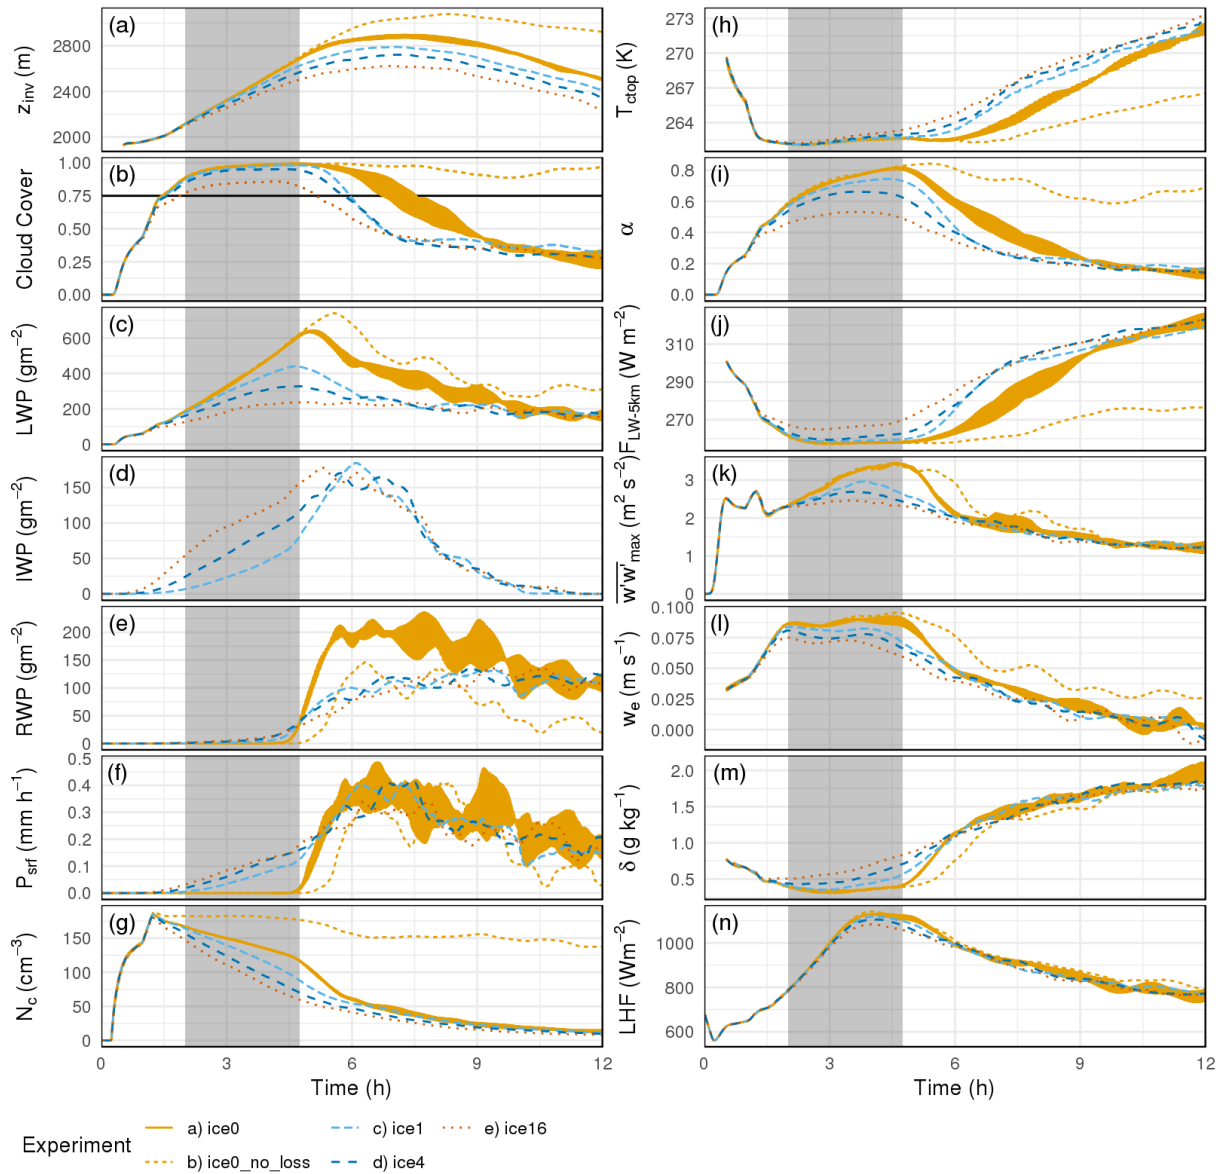 (a)
z_inv (m)
2800
2400
2000
(b)
Cloud Cover
1.00
0.75
0.50
0.25
0.00
(c)
LWP (gm⁻²)
600
400
200
0
(d)
IWP (gm⁻²)
150
100
50
0
(e)
RWP (gm⁻²)
200
150
100
50
0
(f)
P_srf (mm h⁻¹)
0.5
0.4
0.3
0.2
0.1
0.0
(g)
N_c (cm⁻³)
150
100
50
0
0 3 6 9 12
Time (h)
(h)
T_ctop (K)
273
270
267
264
(i)
α
0.8
0.6
0.4
0.2
0.0
(j)
F_LW-5km (W m⁻²)
310
290
270
(k)
w'w'_max (m² s⁻²)
3
2
1
0
(l)
w_e (m s⁻¹)
0.100
0.075
0.050
0.025
0.000
(m)
δ (g kg⁻¹)
2.0
1.5
1.0
0.5
(n)
LHF (Wm⁻²)
1000
800
600
0 3 6 9 12
Time (h)
Experiment
a) ice0 c) ice1 e) ice16
b) ice0_no_loss d) ice4